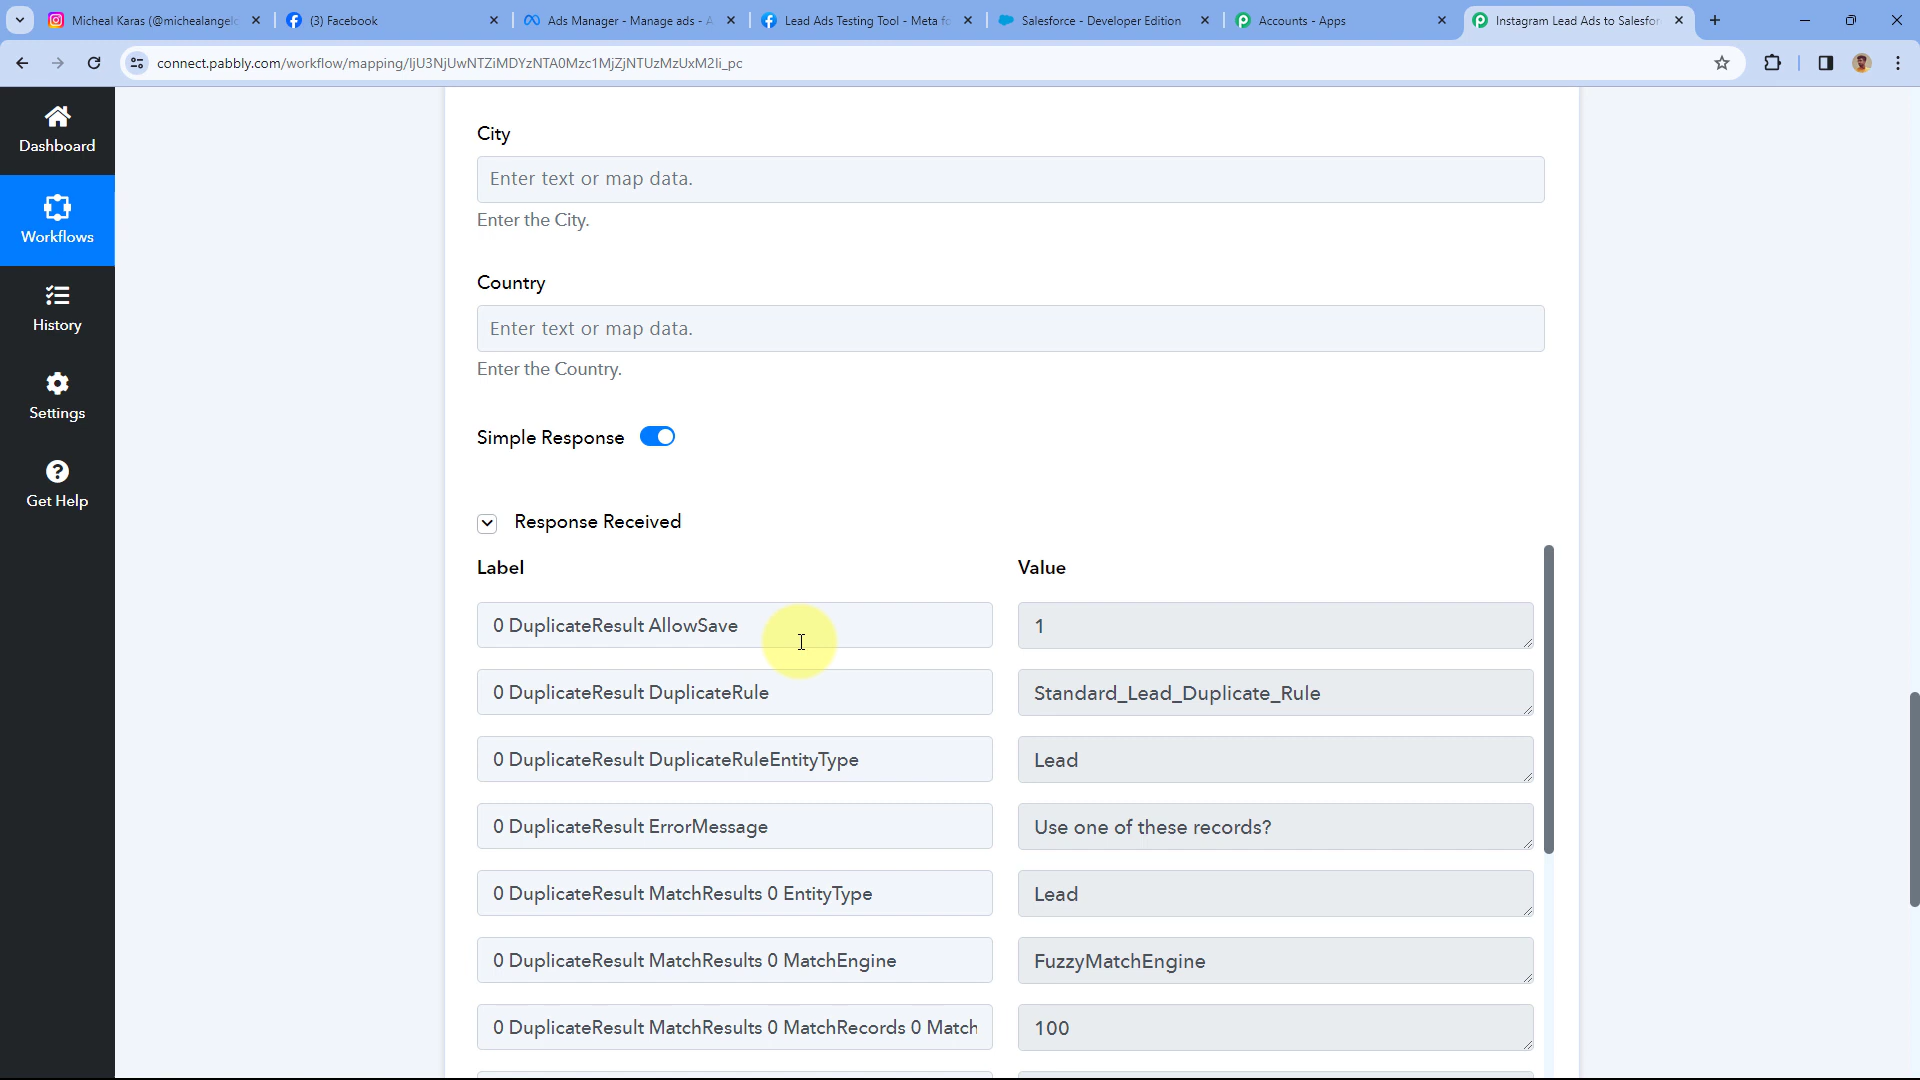 Micheal Karas (@michealangelo
(3) Facebook
Ads Manager - Manage ads - A
Lead Ads Testing Tool - Meta fo
Salesforce - Developer Edition
Accounts - Apps
Instagram Lead Ads to Salesfor
connect.pabbly.com/workflow/mapping/IjU3NjUwNTZiMDYzNTA0Mzc1MjZjNTUzMzUxM2Ii_pc
Dashboard
Workflows
History
Settings
Get Help
City
Enter text or map data.
Enter the City.
Country
Enter text or map data.
Enter the Country.
Simple Response
Response Received
Label Value
0 DuplicateResult AllowSave 1
0 DuplicateResult DuplicateRule Standard_Lead_Duplicate_Rule
0 DuplicateResult DuplicateRuleEntityType Lead
0 DuplicateResult ErrorMessage Use one of these records?
0 DuplicateResult MatchResults 0 EntityType Lead
0 DuplicateResult MatchResults 0 MatchEngine FuzzyMatchEngine
0 DuplicateResult MatchResults 0 MatchRecords 0 Match 100